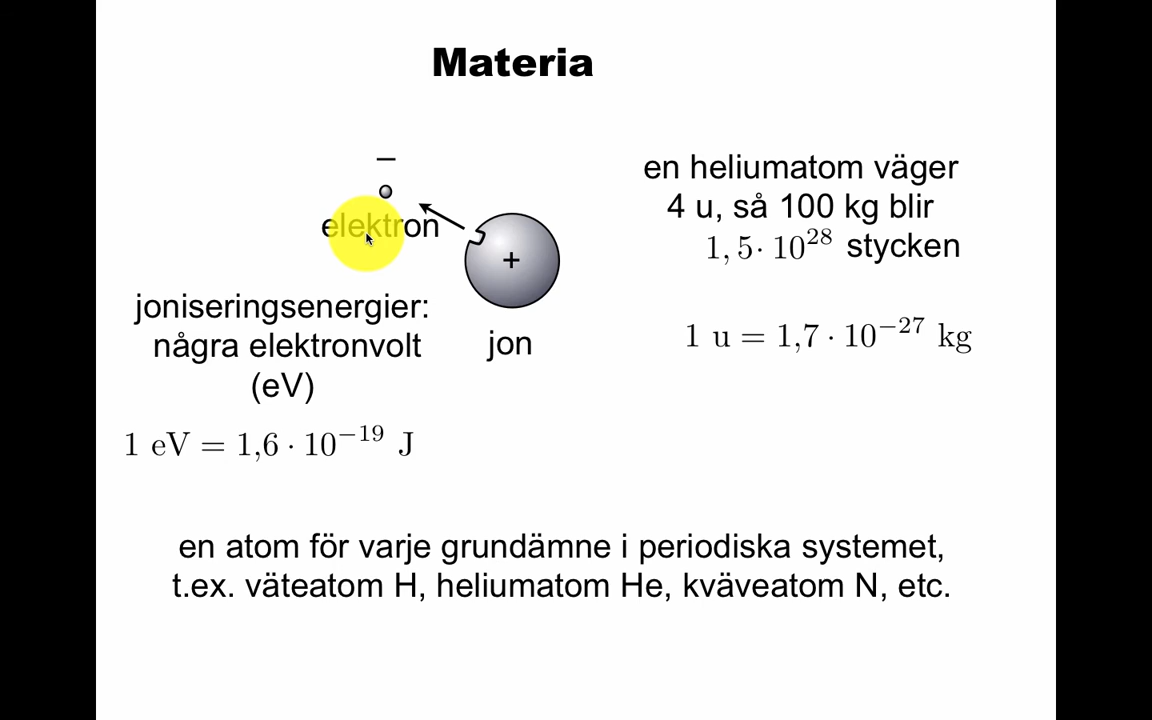 Materia
−
elektron
+
jon
joniseringsenergier:
några elektronvolt
(eV)
1 eV = 1,6 · 10⁻¹⁹ J
en heliumatom väger
4 u, så 100 kg blir
1, 5· 10²⁸ stycken
1 u = 1,7 · 10⁻²⁷ kg
en atom för varje grundämne i periodiska systemet,
t.ex. väteatom H, heliumatom He, kväveatom N, etc.